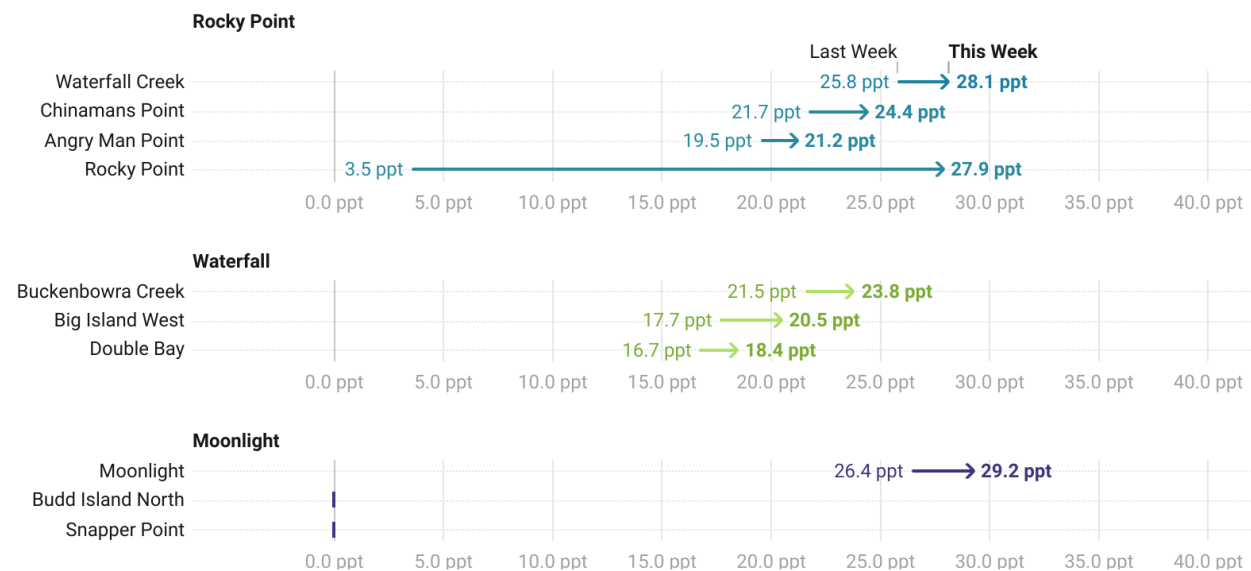 Rocky Point
Last Week This Week
Waterfall Creek 25.8 ppt 28.1 ppt
Chinamans Point 21.7 ppt 24.4 ppt
Angry Man Point 19.5 ppt 21.2 ppt
Rocky Point 3.5 ppt 27.9 ppt
0.0 ppt 5.0 ppt 10.0 ppt 15.0 ppt 20.0 ppt 25.0 ppt 30.0 ppt 35.0 ppt 40.0 ppt
Waterfall
Buckenbowra Creek 21.5 ppt 23.8 ppt
Big Island West 17.7 ppt 20.5 ppt
Double Bay 16.7 ppt 18.4 ppt
0.0 ppt 5.0 ppt 10.0 ppt 15.0 ppt 20.0 ppt 25.0 ppt 30.0 ppt 35.0 ppt 40.0 ppt
Moonlight
Moonlight 26.4 ppt 29.2 ppt
Budd Island North
Snapper Point
0.0 ppt 5.0 ppt 10.0 ppt 15.0 ppt 20.0 ppt 25.0 ppt 30.0 ppt 35.0 ppt 40.0 ppt